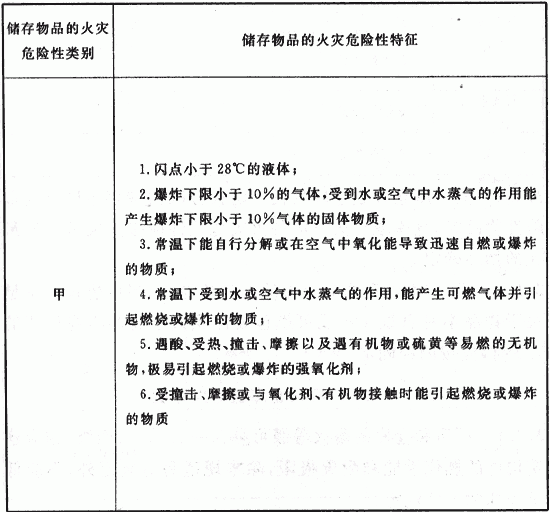 储存物品的火灾
危险性类别
储存物品的火灾危险性特征
甲
1.闪点小于28℃的液体；
2.爆炸下限小于10％的气体，受到水或空气中水蒸气的作用能
产生爆炸下限小于10％气体的固体物质；
3.常温下能自行分解或在空气中氧化能导致迅速自燃或爆炸
的物质；
4.常温下受到水或空气中水蒸气的作用，能产生可燃气体并引
起燃烧或爆炸的物质；
5.遇酸、受热、撞击、摩擦以及遇有机物或硫黄等易燃的无机
物，极易引起燃烧或爆炸的强氧化剂；
6.受撞击、摩擦或与氧化剂、有机物接触时能引起燃烧或爆炸
的物质